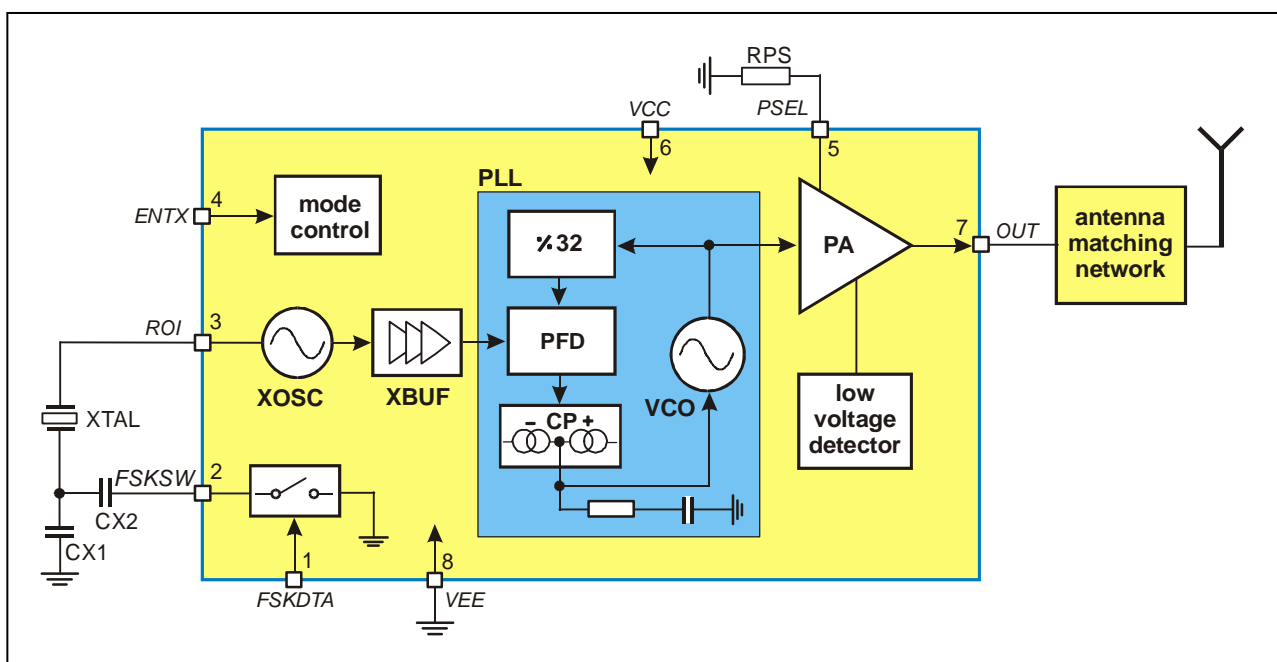 RPS
VCC
PSEL
6
5
PLL
4
ENTX
mode
control
÷32
PA
7
OUT
antenna
matching
network
3
ROI
PFD
XOSC
XBUF
VCO
low
voltage
detector
- CP +
XTAL
FSKSW
2
CX2
CX1
1
8
FSKDTA
VEE